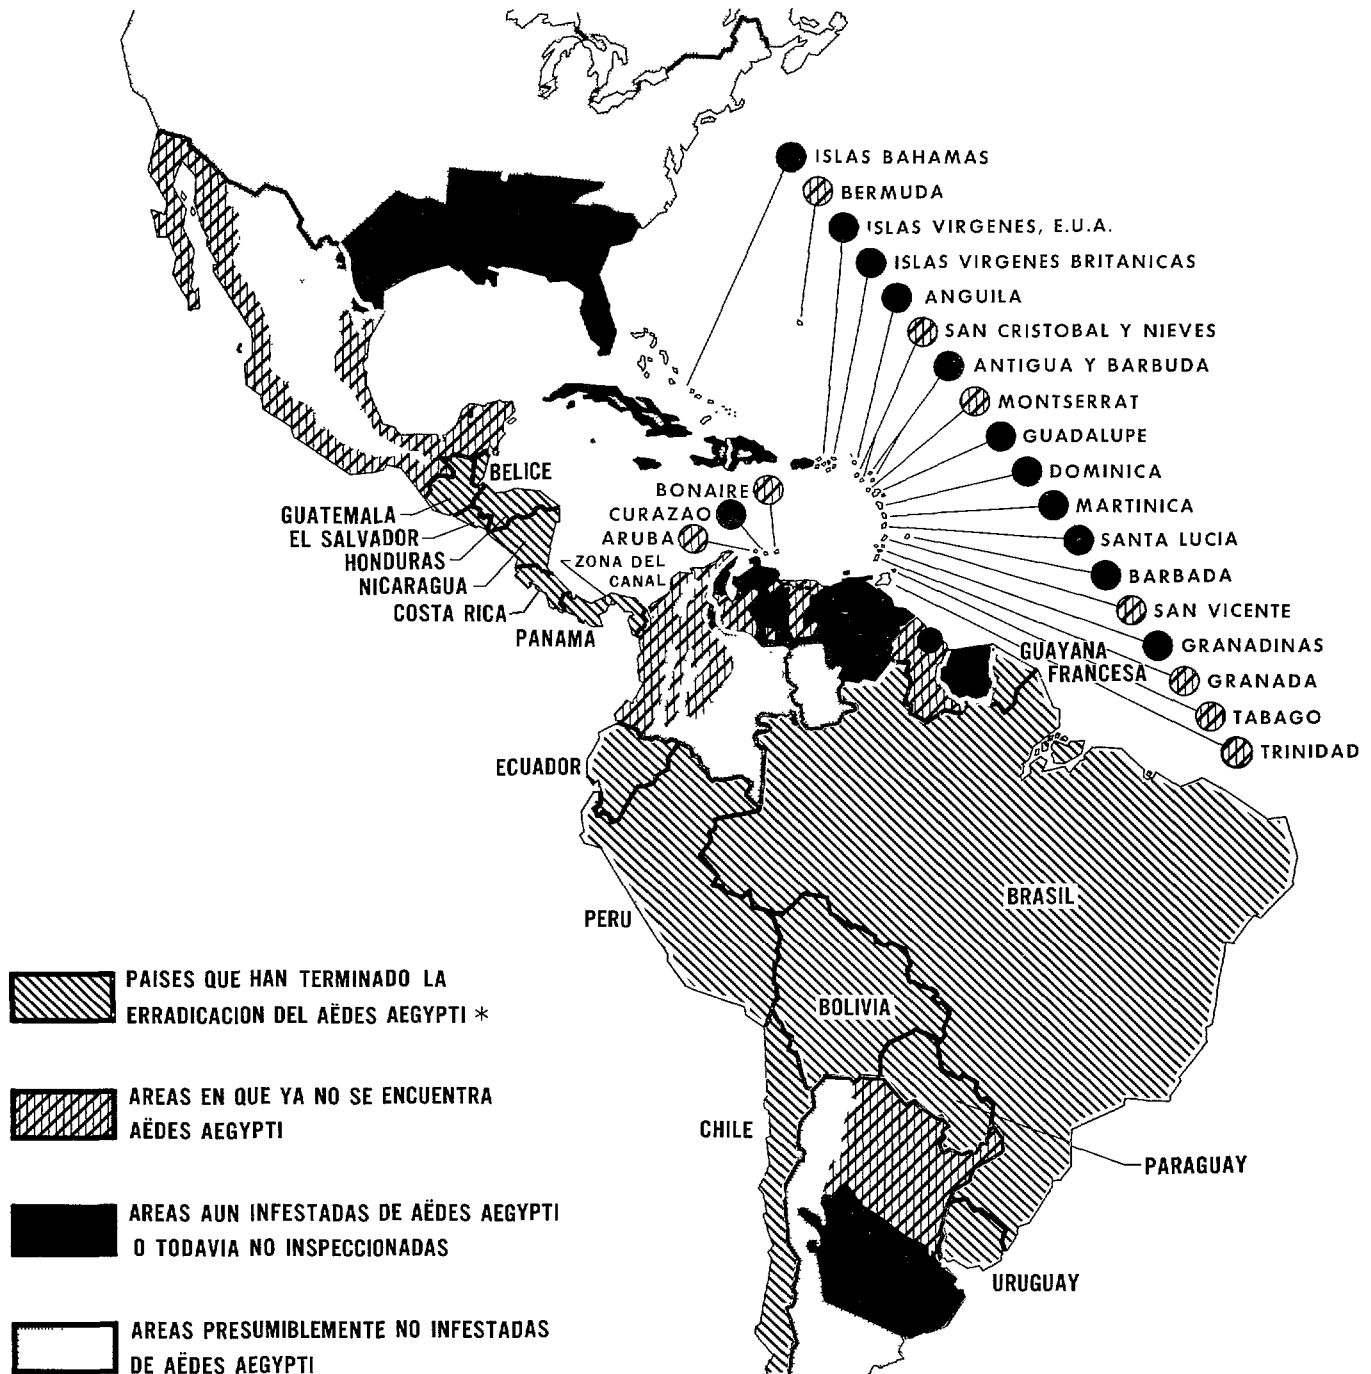 ISLAS BAHAMAS
BERMUDA
ISLAS VIRGENES, E.U.A.
ISLAS VIRGENES BRITANICAS
ANGUILA
SAN CRISTOBAL Y NIEVES
ANTIGUA Y BARBUDA
MONTSERRAT
GUADALUPE
DOMINICA
MARTINICA
SANTA LUCIA
BARBADA
SAN VICENTE
GRANADINAS
GRANADA
TABAGO
TRINIDAD
BELICE
BONAIRE
CURAZAO
ARUBA
GUATEMALA
EL SALVADOR
HONDURAS
NICARAGUA
COSTA RICA
PANAMA
ZONA DEL
CANAL
GUAYANA
FRANCESA
ECUADOR
PERU
BRASIL
BOLIVIA
CHILE
PARAGUAY
URUGUAY
PAISES QUE HAN TERMINADO LA
ERRADICACION DEL AËDES AEGYPTI *
AREAS EN QUE YA NO SE ENCUENTRA
AËDES AEGYPTI
AREAS AUN INFESTADAS DE AËDES AEGYPTI
O TODAVIA NO INSPECCIONADAS
AREAS PRESUMIBLEMENTE NO INFESTADAS
DE AËDES AEGYPTI